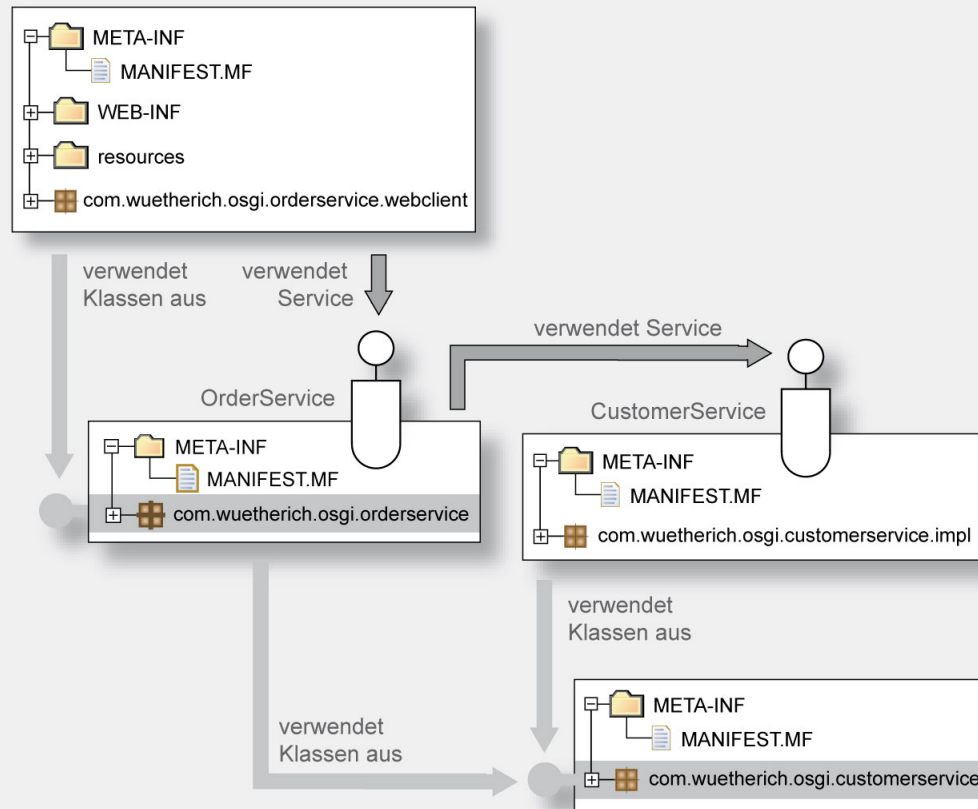 META-INF
MANIFEST.MF
WEB-INF
resources
com.wuetherich.osgi.orderservice.webclient
verwendet
Klassen aus
verwendet
Service
verwendet Service
OrderService
CustomerService
META-INF
MANIFEST.MF
com.wuetherich.osgi.orderservice
META-INF
MANIFEST.MF
com.wuetherich.osgi.customerservice.impl
verwendet
Klassen aus
verwendet
Klassen aus
META-INF
MANIFEST.MF
com.wuetherich.osgi.customerservice